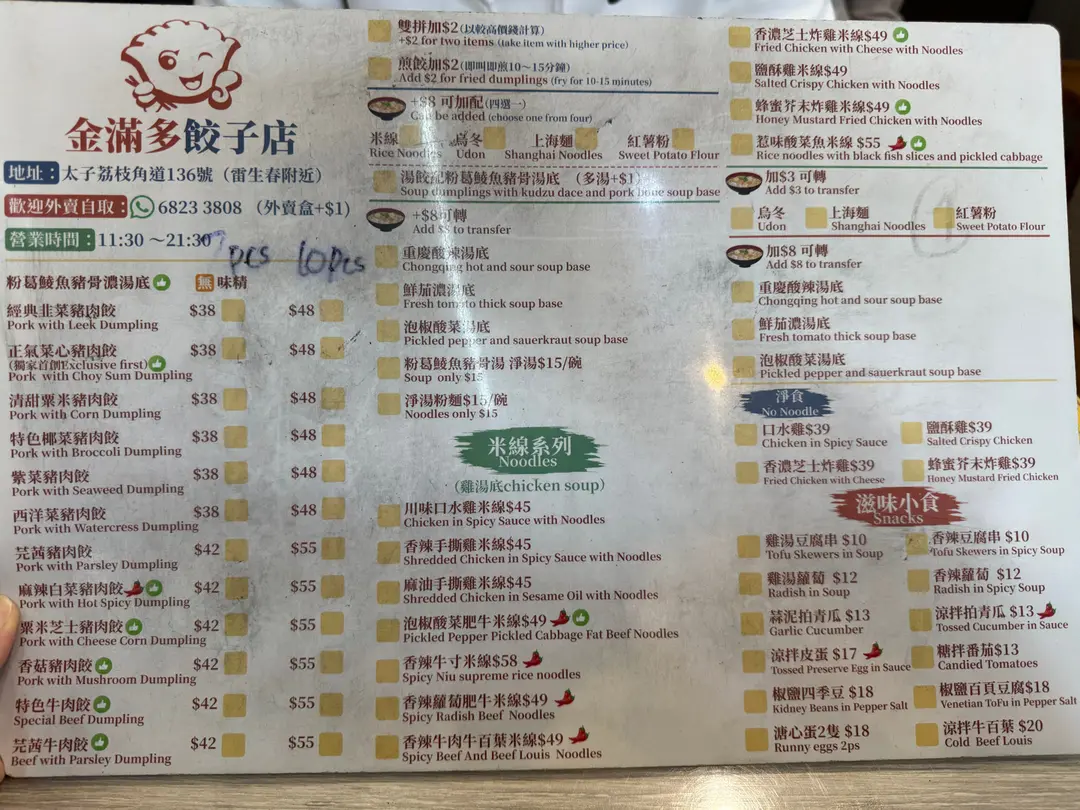 金滿多餃子店
地址：太子荔枝角道136號（雷生春附近）
歡迎外賣自取：6823 3808（外賣盒+$1）
營業時間：11:30～21:30
7pcs 10pcs
粉葛鯪魚豬骨濃湯底 無味精
經典韭菜豬肉餃 $38 $48
Pork with Leek Dumpling
正氣菜心豬肉餃 $38 $48
(獨家首創Exclusive first)
Pork with Choy Sum Dumpling
清甜粟米豬肉餃 $38 $48
Pork with Corn Dumpling
特色椰菜豬肉餃 $38 $48
Pork with Broccoli Dumpling
紫菜豬肉餃 $38 $48
Pork with Seaweed Dumpling
西洋菜豬肉餃 $38 $48
Pork with Watercress Dumpling
芫茜豬肉餃 $42 $55
Pork with Parsley Dumpling
麻辣白菜豬肉餃 $42 $55
Pork with Hot Spicy Dumpling
粟米芝士豬肉餃 $42 $55
Pork with Cheese Corn Dumpling
香菇豬肉餃 $42 $55
Pork with Mushroom Dumpling
特色牛肉餃 $42 $55
Special Beef Dumpling
芫茜牛肉餃 $42 $55
Beef with Parsley Dumpling
雙拼加$2(以較高價錢計算)
+$2 for two items (take item with higher price)
煎餃加$2(即叫即煎10～15分鐘)
Add $2 for fried dumplings (fry for 10-15 minutes)
+$8 可加配(四選一)
Can be added (choose one from four)
米線 烏冬 上海麵 紅薯粉
Rice Noodles Udon Shanghai Noodles Sweet Potato Flour
湯餃配粉葛鯪魚豬骨湯底 （多湯+$1）
Soup dumplings with kudzu dace and pork bone soup base
+$8可轉
Add $8 to transfer
重慶酸辣湯底
Chongqing hot and sour soup base
鮮茄濃湯底
Fresh tomato thick soup base
泡椒酸菜湯底
Pickled pepper and sauerkraut soup base
粉葛鯪魚豬骨湯 淨湯$15/碗
Soup only $15
淨湯粉麵$15/碗
Noodles only $15
米線系列
Noodles
(雞湯底chicken soup)
川味口水雞米線$45
Chicken in Spicy Sauce with Noodles
香辣手撕雞米線$45
Shredded Chicken in Spicy Sauce with Noodles
麻油手撕雞米線$45
Shredded Chicken in Sesame Oil with Noodles
泡椒酸菜肥牛米線$49
Pickled Pepper Pickled Cabbage Fat Beef Noodles
香辣牛寸米線$58
Spicy Niu supreme rice noodles
香辣蘿蔔肥牛米線$49
Spicy Radish Beef Noodles
香辣牛肉牛百葉米線$49
Spicy Beef And Beef Louis Noodles
香濃芝士炸雞米線$49
Fried Chicken with Cheese with Noodles
鹽酥雞米線$49
Salted Crispy Chicken with Noodles
蜂蜜芥末炸雞米線$49
Honey Mustard Fried Chicken with Noodles
惹味酸菜魚米線 $55
Rice noodles with black fish slices and pickled cabbage
加$3 可轉
Add $3 to transfer
烏冬 上海麵 紅薯粉
Udon Shanghai Noodles Sweet Potato Flour
加$8 可轉
Add $8 to transfer
重慶酸辣湯底
Chongqing hot and sour soup base
鮮茄濃湯底
Fresh tomato thick soup base
泡椒酸菜湯底
Pickled pepper and sauerkraut soup base
淨食
No Noodle
口水雞$39 鹽酥雞$39
Chicken in Spicy Sauce Salted Crispy Chicken
香濃芝士炸雞$39 蜂蜜芥末炸雞$39
Fried Chicken with Cheese Honey Mustard Fried Chicken
滋味小食
Snacks
雞湯豆腐串 $10 香辣豆腐串 $10
Tofu Skewers in Soup Tofu Skewers in Spicy Soup
雞湯蘿蔔 $12 香辣蘿蔔 $12
Radish in Soup Radish in Spicy Soup
蒜泥拍青瓜 $13 涼拌拍青瓜 $13
Garlic Cucumber Tossed Cucumber in Sauce
涼拌皮蛋 $17 糖拌番茄$13
Tossed Preserve Egg in Sauce Candied Tomatoes
椒鹽四季豆 $18 椒鹽百頁豆腐$18
Kidney Beans in Pepper Salt Venetian ToFu in Pepper Salt
溏心蛋2隻 $18 涼拌牛百葉 $20
Runny eggs 2ps Cold Beef Louis